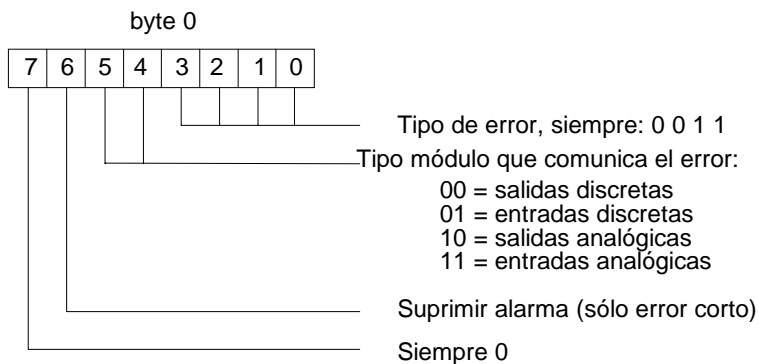 byte 0
7 6 5 4 3 2 1 0
Tipo de error, siempre: 0 0 1 1
Tipo módulo que comunica el error:
00 = salidas discretas
01 = entradas discretas
10 = salidas analógicas
11 = entradas analógicas
Suprimir alarma (sólo error corto)
Siempre 0